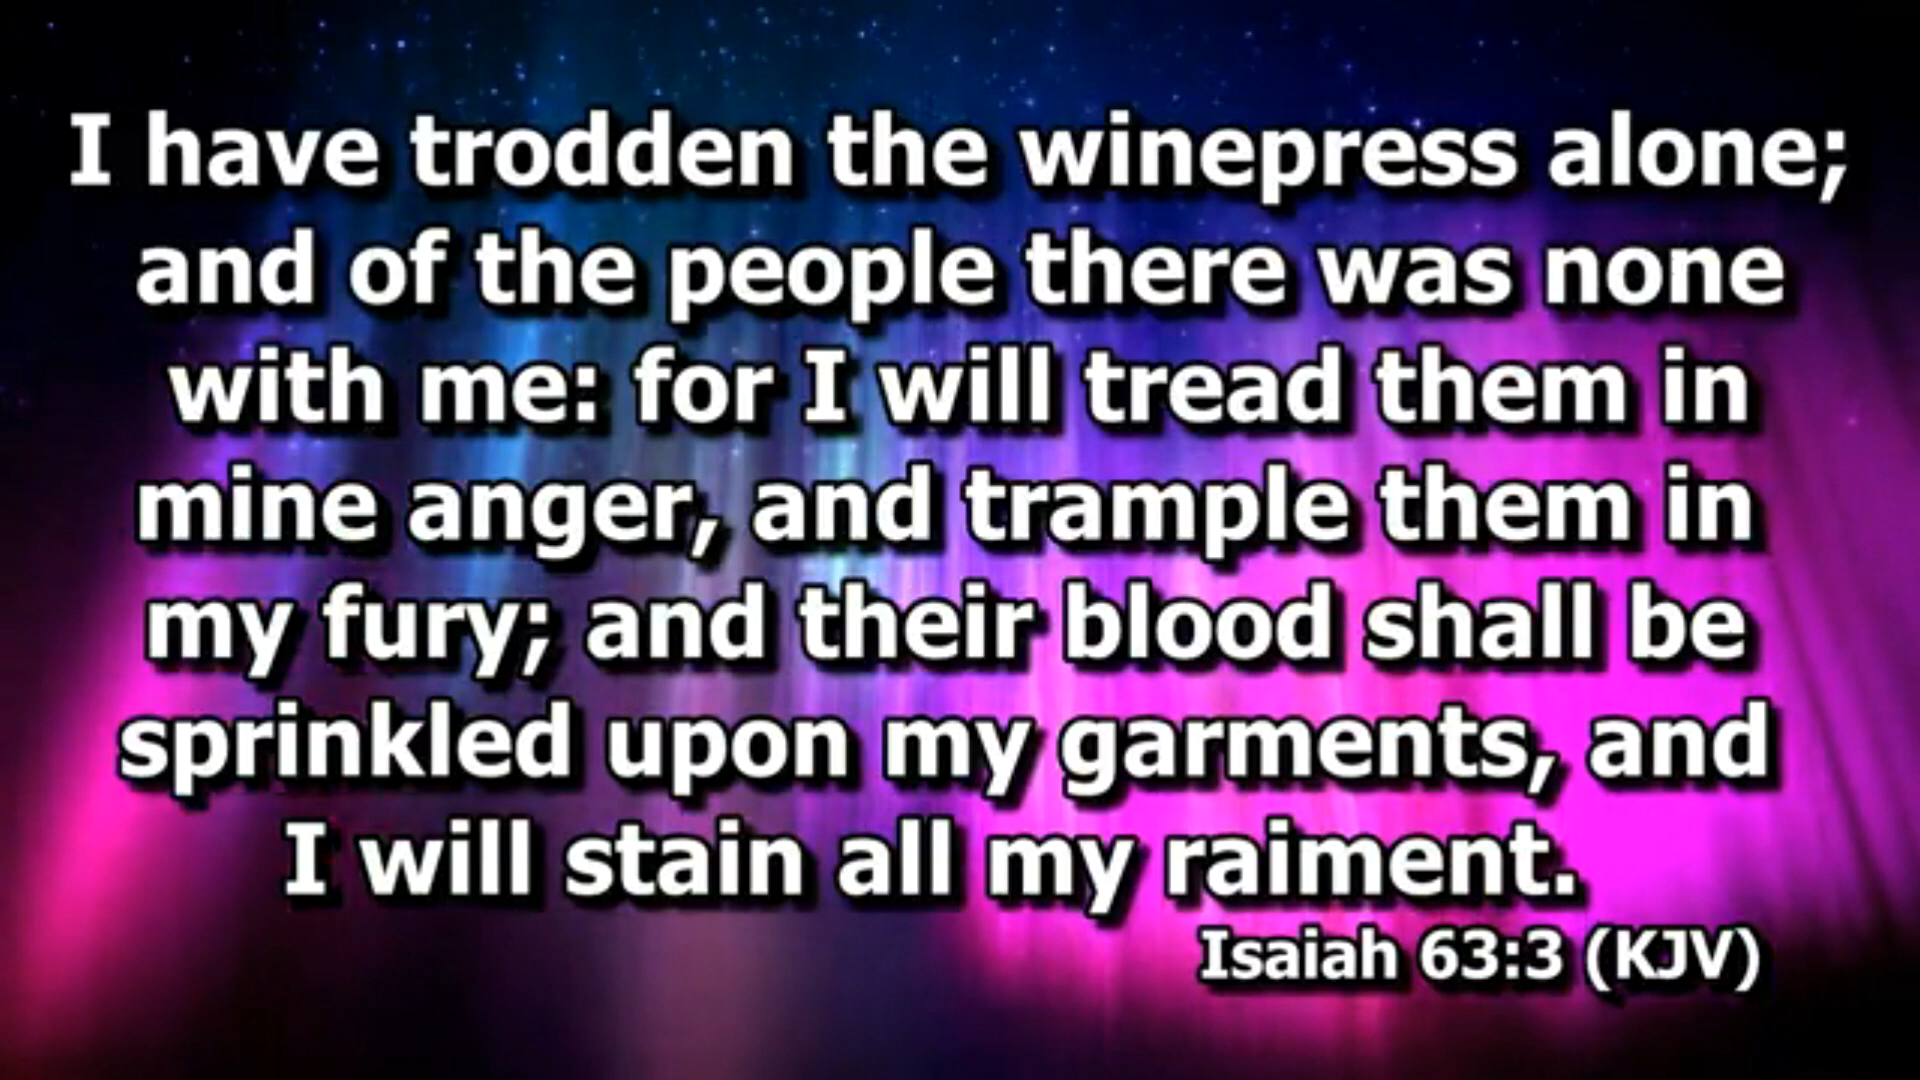 I have trodden the winepress alone;
and of the people there was none
with me: for I will tread them in
mine anger, and trample them in
my fury; and their blood shall be
sprinkled upon my garments, and
I will stain all my raiment.
Isaiah 63:3 (KJV)